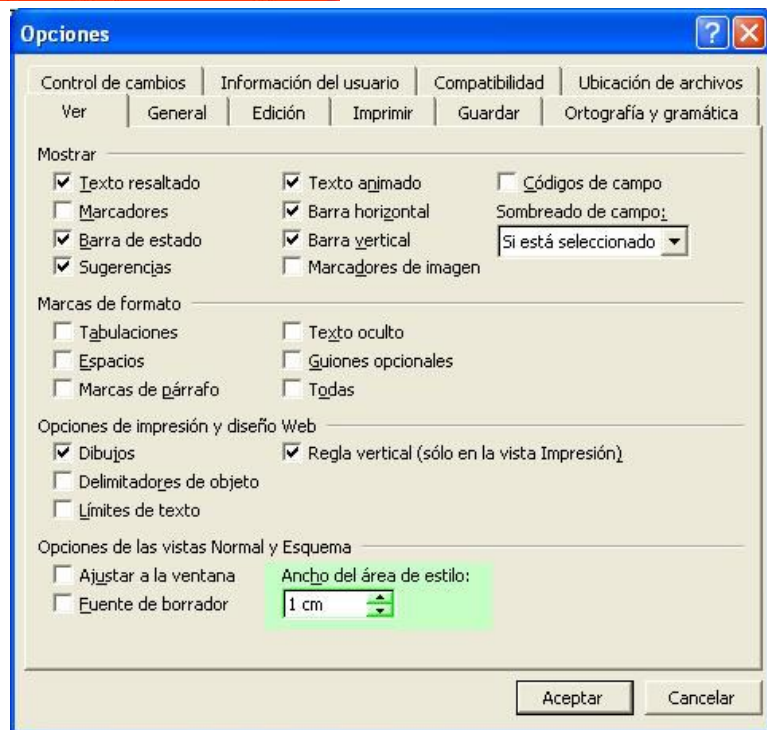 Opciones
Control de cambios Información del usuario Compatibilidad Ubicación de archivos
Ver General Edición Imprimir Guardar Ortografía y gramática
Mostrar
Texto resaltado Texto animado Códigos de campo
Marcadores Barra horizontal Sombreado de campo:
Barra de estado Barra vertical Si está seleccionado
Sugerencias Marcadores de imagen
Marcas de formato
Tabulaciones Texto oculto
Espacios Guiones opcionales
Marcas de párrafo Todas
Opciones de impresión y diseño Web
Dibujos Regla vertical (sólo en la vista Impresión)
Delimitadores de objeto
Límites de texto
Opciones de las vistas Normal y Esquema
Ajustar a la ventana Ancho del área de estilo:
Fuente de borrador 1 cm
Aceptar Cancelar